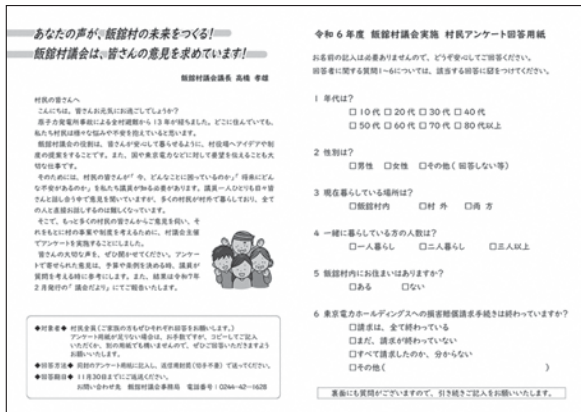 あなたの声が、飯舘村の未来をつくる!
飯舘村議会は、皆さんの意見を求めています!
飯舘村議会議長 高橋 孝雄
村民の皆さんへ
こんにちは。皆さんお元気にお過ごしでしょうか?
原子力発電所事故による全村避難から13年が経ちました。どこに住んでいても、
私たち村民は様々な悩みや不安を抱えていると思います。
飯舘村議会の役割は、皆さんが安心して暮らせるように、村役場へアイデアや制
度の提案をすることです。また、国や東京電力などに対して要望を伝えることも大
切な仕事です。
そのためには、村民の皆さんが「今、どんなことに困っているのか」「将来にどん
な不安があるのか」を私たち議員が知る必要があります。議員一人ひとりも日々皆
さんと話し合う中で意見を聞いていますが、多くの村民が村外で暮らしており、全て
の人と直接お話しするのは難しくなっています。
そこで、もっと多くの村民の皆さんからご意見を伺い、そ
れをもとに村の事業や制度を考えるために、村議会主催
でアンケートを実施することにしました。
皆さんの大切な声を、ぜひ聞かせてください。アンケー
トで寄せられた意見は、予算や条例を決める時、議員が
質問を考える時に参考にします。また、結果は令和7年
2月発行の「議会だより」にてご報告いたします。
◆対象者◆ 村民全員(ご家族の方もぜひそれぞれ回答をお願いします。)
アンケート用紙が足りない場合は、お手数ですが、コピーしてご記入
いただくか、別の用紙でも構いませんので、ぜひご回答いただきますよう
お願いいたします。
◆回答方法◆ 同封のアンケート用紙に記入し、返信用封筒(切手不要)で送ってください。
◆回答期日◆ 11月30日までにご返送ください。
お問い合わせ先 飯舘村議会事務局 電話番号:0244-42-1628
令和6年度 飯舘村議会実施 村民アンケート回答用紙
お名前の記入は必要ありませんので、どうぞ安心してご回答ください。
回答者に関する質問1~6については、該当する回答に☑をつけてください。
1 年代は?
□10代 □20代 □30代 □40代
□50代 □60代 □70代 □80代以上
2 性別は?
□男性 □女性 □その他(回答しない等)
3 現在暮らしている場所は?
□飯舘村内 □村 外 □両 方
4 一緒に暮らしている方の人数は?
□一人暮らし □二人暮らし □三人以上
5 飯舘村内にお住まいはありますか?
□ある □ない
6 東京電力ホールディングスへの損害賠償請求手続きは終わっていますか?
□請求は、全て終わっている
□まだ、請求が終わっていない
□すべて請求したのか、分からない
□その他( )
裏面にも質問がございますので、引き続きご記入をお願いいたします。